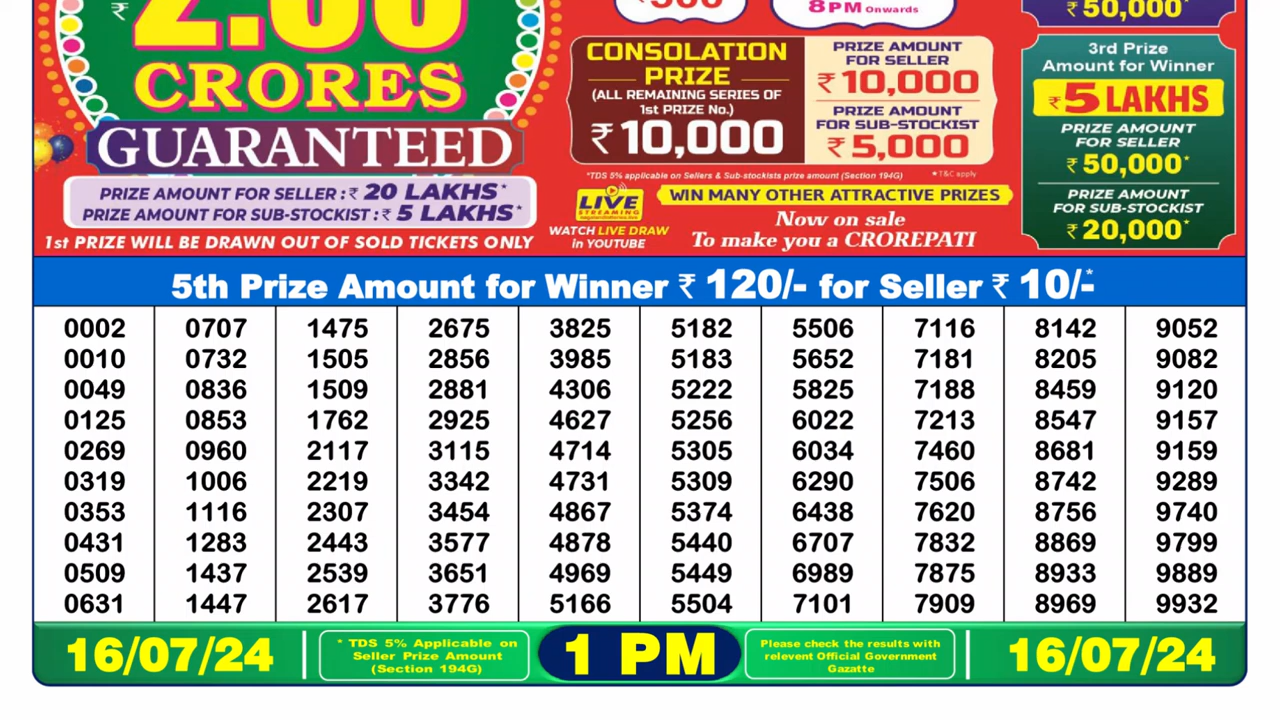 ₹ 2.00
CRORES
GUARANTEED
PRIZE AMOUNT FOR SELLER : ₹ 20 LAKHS*
PRIZE AMOUNT FOR SUB-STOCKIST : ₹ 5 LAKHS*
1st PRIZE WILL BE DRAWN OUT OF SOLD TICKETS ONLY
8PM Onwards
CONSOLATION
PRIZE
(ALL REMAINING SERIES OF
1st PRIZE No.)
₹ 10,000
PRIZE AMOUNT
FOR SELLER
₹ 10,000
PRIZE AMOUNT
FOR SUB-STOCKIST
₹ 5,000
*TDS 5% applicable on Sellers & Sub-stockists prize amount (Section 194G)
*T&C apply
LIVE
STREAMING
WATCH LIVE DRAW
in YOUTUBE
WIN MANY OTHER ATTRACTIVE PRIZES
Now on sale
To make you a CROREPATI
₹ 50,000*
3rd Prize
Amount for Winner
₹ 5 LAKHS
PRIZE AMOUNT
FOR SELLER
₹ 50,000*
PRIZE AMOUNT
FOR SUB-STOCKIST
₹ 20,000*
5th Prize Amount for Winner ₹ 120/- for Seller ₹ 10/-*
0002 0707 1475 2675 3825 5182 5506 7116 8142 9052
0010 0732 1505 2856 3985 5183 5652 7181 8205 9082
0049 0836 1509 2881 4306 5222 5825 7188 8459 9120
0125 0853 1762 2925 4627 5256 6022 7213 8547 9157
0269 0960 2117 3115 4714 5305 6034 7460 8681 9159
0319 1006 2219 3342 4731 5309 6290 7506 8742 9289
0353 1116 2307 3454 4867 5374 6438 7620 8756 9740
0431 1283 2443 3577 4878 5440 6707 7832 8869 9799
0509 1437 2539 3651 4969 5449 6989 7875 8933 9889
0631 1447 2617 3776 5166 5504 7101 7909 8969 9932
16/07/24
* TDS 5% Applicable on
Seller Prize Amount
(Section 194G)
1 PM
Please check the results with
relevent Official Government
Gazatte
16/07/24